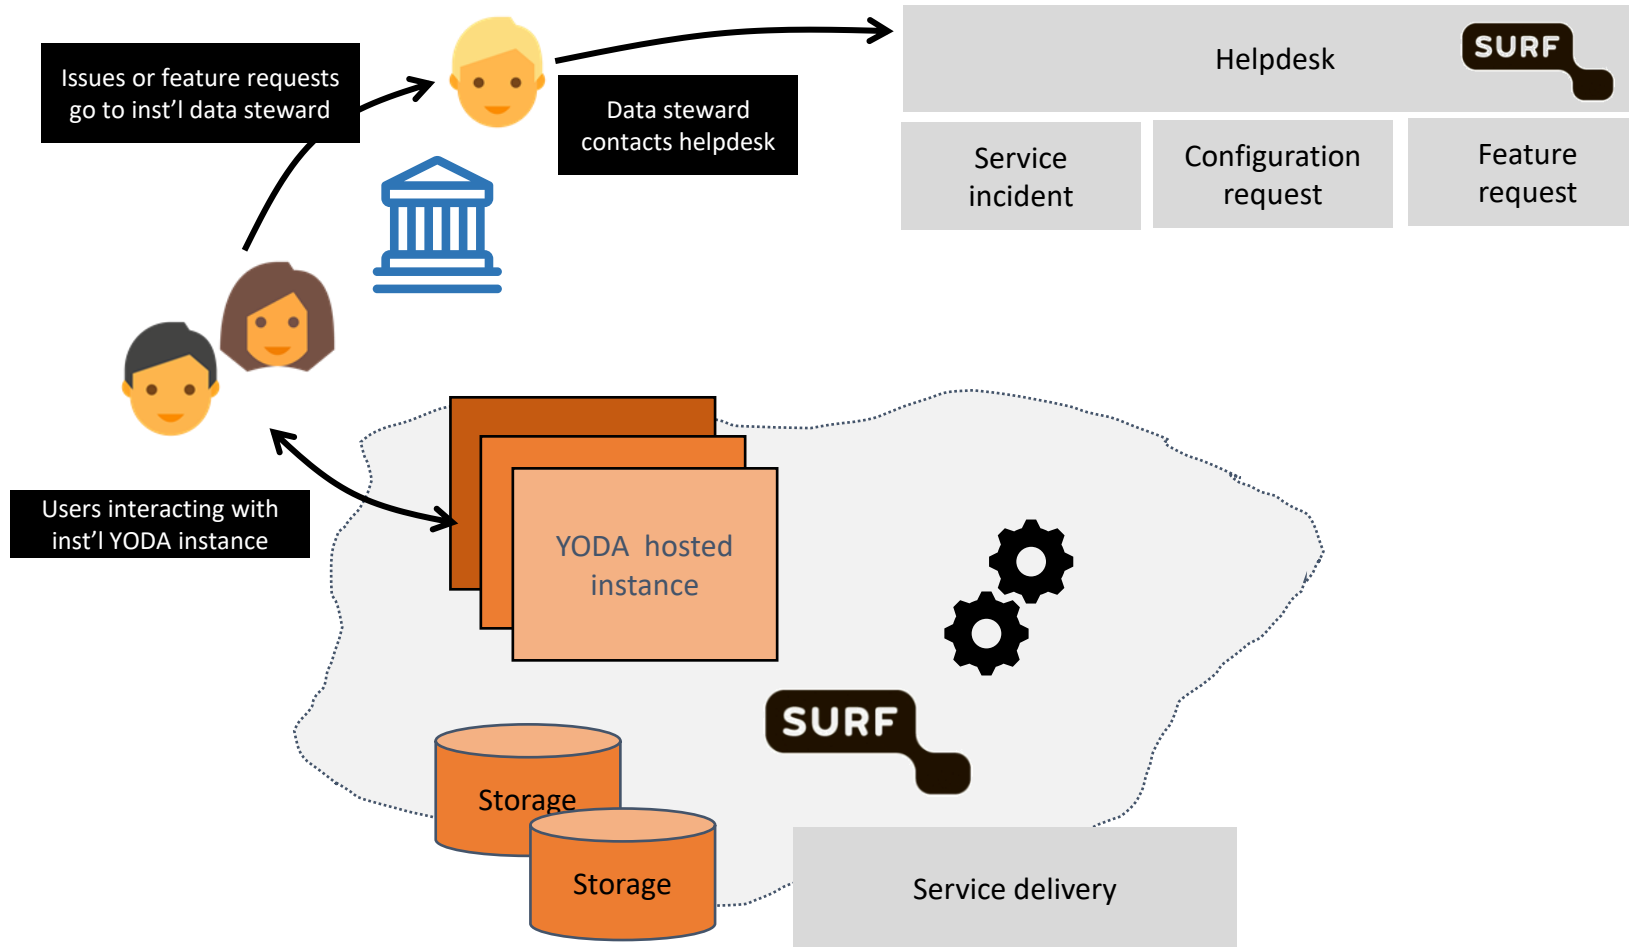 Issues or feature requests
go to inst'l data steward
Data steward
contacts helpdesk
Helpdesk
SURF
Service
incident
Configuration
request
Feature
request
Users interacting with
inst'l YODA instance
YODA hosted
instance
SURF
Storage
Storage
Service delivery